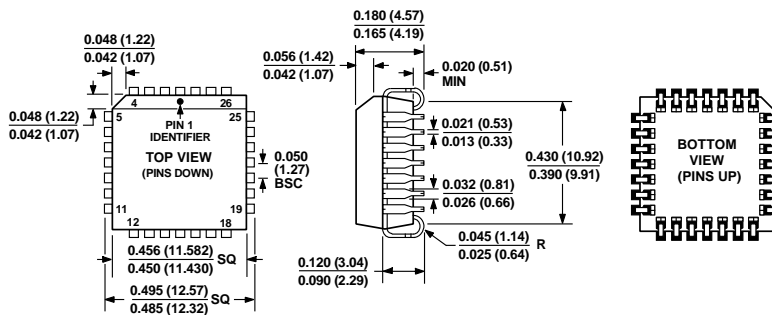 0.048 (1.22)
0.042 (1.07)
0.048 (1.22)
0.042 (1.07)
4
26
5
25
PIN 1
IDENTIFIER
TOP VIEW
(PINS DOWN)
11
19
12
18
0.050
(1.27)
BSC
0.456 (11.582)
0.450 (11.430)
SQ
0.495 (12.57)
0.485 (12.32)
SQ
0.180 (4.57)
0.165 (4.19)
0.056 (1.42)
0.042 (1.07)
0.020 (0.51)
MIN
0.021 (0.53)
0.013 (0.33)
0.430 (10.92)
0.390 (9.91)
0.032 (0.81)
0.026 (0.66)
0.045 (1.14)
0.025 (0.64)
R
0.120 (3.04)
0.090 (2.29)
BOTTOM
VIEW
(PINS UP)